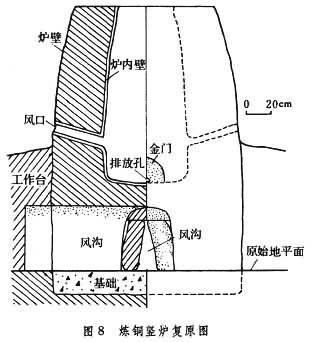 炉壁
炉内壁
风口
0 20cm
金门
排放孔
工作台
风沟
风沟
原始地平面
基础
图8 炼铜竖炉复原图